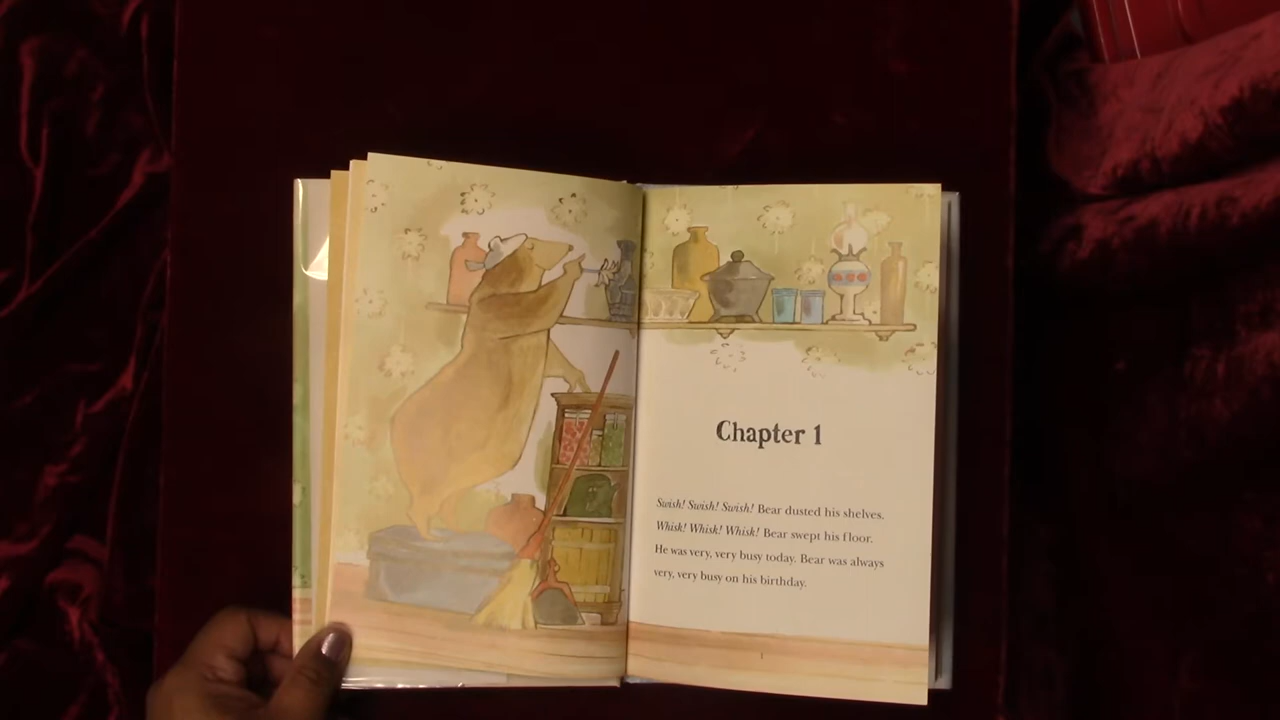 Chapter 1
Swish! Swish! Swish! Bear dusted his shelves.
Whisk! Whisk! Whisk! Bear swept his floor.
He was very, very busy today. Bear was always
very, very busy on his birthday.
1